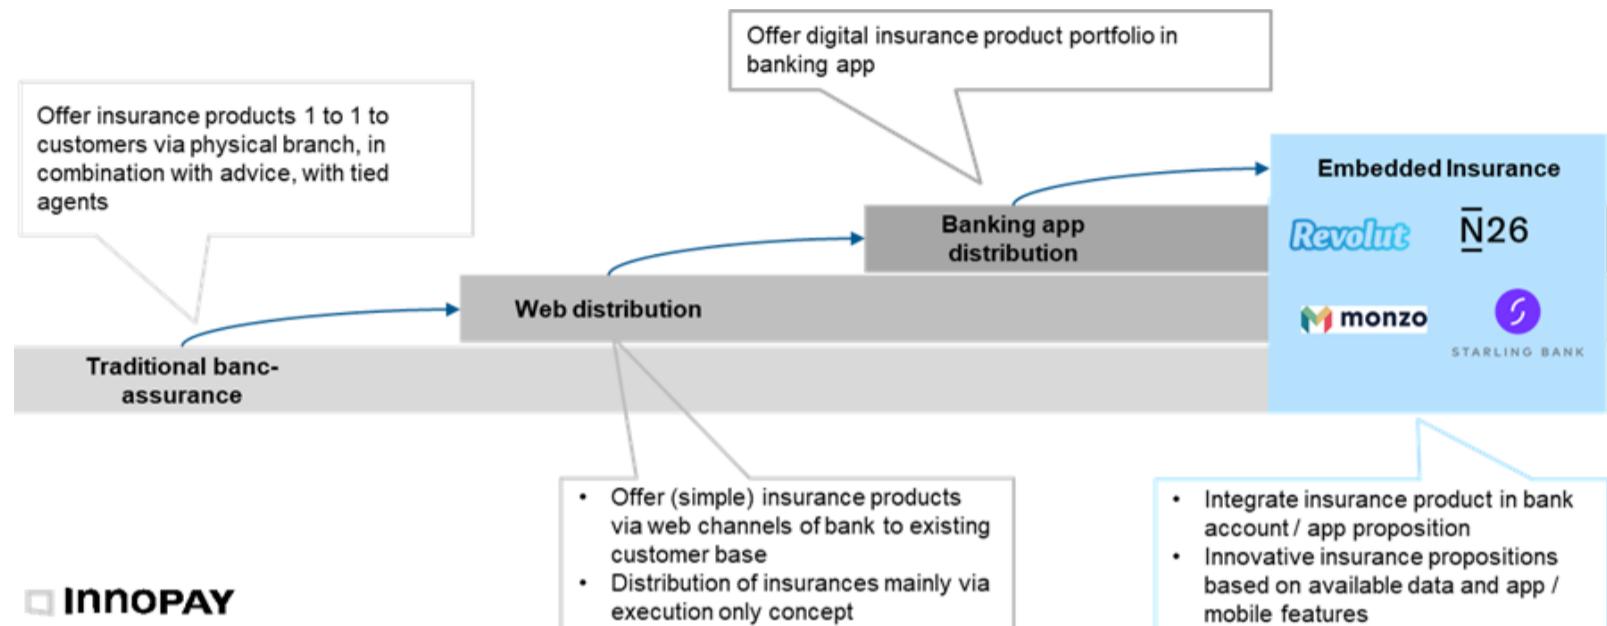 Offer digital insurance product portfolio in
banking app
Offer insurance products 1 to 1 to
customers via physical branch, in
combination with advice, with tied
agents
Embedded Insurance
Revolut
N26
Banking app
distribution
Web distribution
monzo
STARLING BANK
Traditional banc-
assurance
• Offer (simple) insurance products
via web channels of bank to existing
customer base
• Distribution of insurances mainly via
execution only concept
• Integrate insurance product in bank
account / app proposition
• Innovative insurance propositions
based on available data and app /
mobile features
InnoPAY